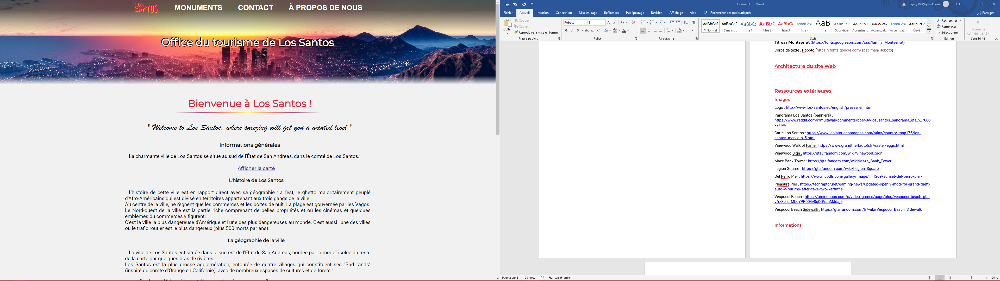 LOS SANTOS
MONUMENTS
CONTACT
À PROPOS DE NOUS
Office du tourisme de Los Santos
Bienvenue à Los Santos !
" Welcome to Los Santos, where sneezing will get you a wanted level "
Informations générales
La charmante ville de Los Santos se situe au sud de l'État de San Andreas, dans le comté de Los Santos.
Afficher la carte
L'histoire de Los Santos
L'histoire de cette ville est en rapport direct avec sa géographie : à l'est, le ghetto majoritairement peuplé
d'Afro-Américains qui est divisé en territoires appartenant aux trois gangs de la ville.
Au centre de la ville, ne règnent que les commerces et les boites de nuit. La plage est gouvernée par les Vagos.
Le Nord-ouest de la ville est la partie riche comprenant de belles propriétés et où les cinémas et quelques
emblèmes du commerces y figurent.
C'est la ville la plus dangereuse d'Amérique et l'une des plus dangereuses au monde. C'est aussi l'une des villes
où le trafic routier est le plus dangereux (plus 500 morts par ans).
La géographie de la ville
La ville de Los Santos est située dans le sud-est de l'État de San Andreas, bordée par la mer et isolée du reste
de la carte par quelques bras de rivières.
Los Santos est la plus grosse agglomération, entourée de quatre villages qui constituent ses "Bad-Lands"
(inspiré du comté d'Orange en Californie), avec de nombreux espaces de cultures et de forêts :
Document1 - Word
tagazy189@gmail.com
T
Fichier Accueil Insertion Conception Mise en page Références Publipostage Révision Affichage Aide Rechercher des outils adaptés
Partager
Coller
Couper
Copier
Reproduire la mise en forme
Presse-papiers
Roboto 11
G I S abc x₂ x²
Police
Paragraphe
AaBbCcD ¶ Normal
AaBbCcD ¶ Sans int...
AaBbCc Titre 1
AaBbC Titre 2
AaBbCc Titre 3
AaBbCcDd Titre 4
AaB Titre
AaBbCcD Sous-titre
AaBbCcDd Accentuat...
AaBbCcDd Accentuat...
AaBbCcDd Accentuat...
AaBbCcDd Élevé
Styles
Rechercher
Remplacer
Sélectionner
Édition
Niveau de confidentialité
Sensibilité
Titres : Montserrat (https://fonts.googleapis.com/css?family=Montserrat)
Corps de texte : Roboto (https://fonts.google.com/specimen/Roboto)
Architecture du site Web
Ressources extérieures
Images
Logo : http://www.los-santos.eu/english/presse_en.htm
Panorama Los Santos (bannière) :
https://www.reddit.com/r/multiwall/comments/bbe40y/los_santos_panorama_gta_v_7680
x2160/
Carte Los Santos : https://www.lahistoriaconmapas.com/atlas/country-map175/los-
santos-map-gta-5.htm
Vinewood Walk of Fame : https://www.grandtheftauto5.fr/easter-eggs.html
Vinewood Sign : https://gtav.fandom.com/wiki/Vinewood_Sign
Maze Bank Tower : https://gta.fandom.com/wiki/Maze_Bank_Tower
Legion Square : https://gta.fandom.com/wiki/Legion_Square
Del Perro Pier : https://www.lcpdfr.com/gallery/image/111209-sunset-del-perro-pier/
Pleasure Pier : https://techraptor.net/gaming/news/updated-openiv-mod-for-grand-theft-
auto-v-returns-after-take-two-kerfuffle
Vespucci Beach : https://aminoapps.com/c/video-games/page/blog/vespucci-beach-gta-
v/rzSe_urMbo7PR004v8q0QVanMJdaj6
Vespucci Beach Sidewalk : https://gta.fandom.com/fr/wiki/Vespucci_Beach_Sidewalk
Informations
Page 2 sur 3 128 mots Français (France)
100 %